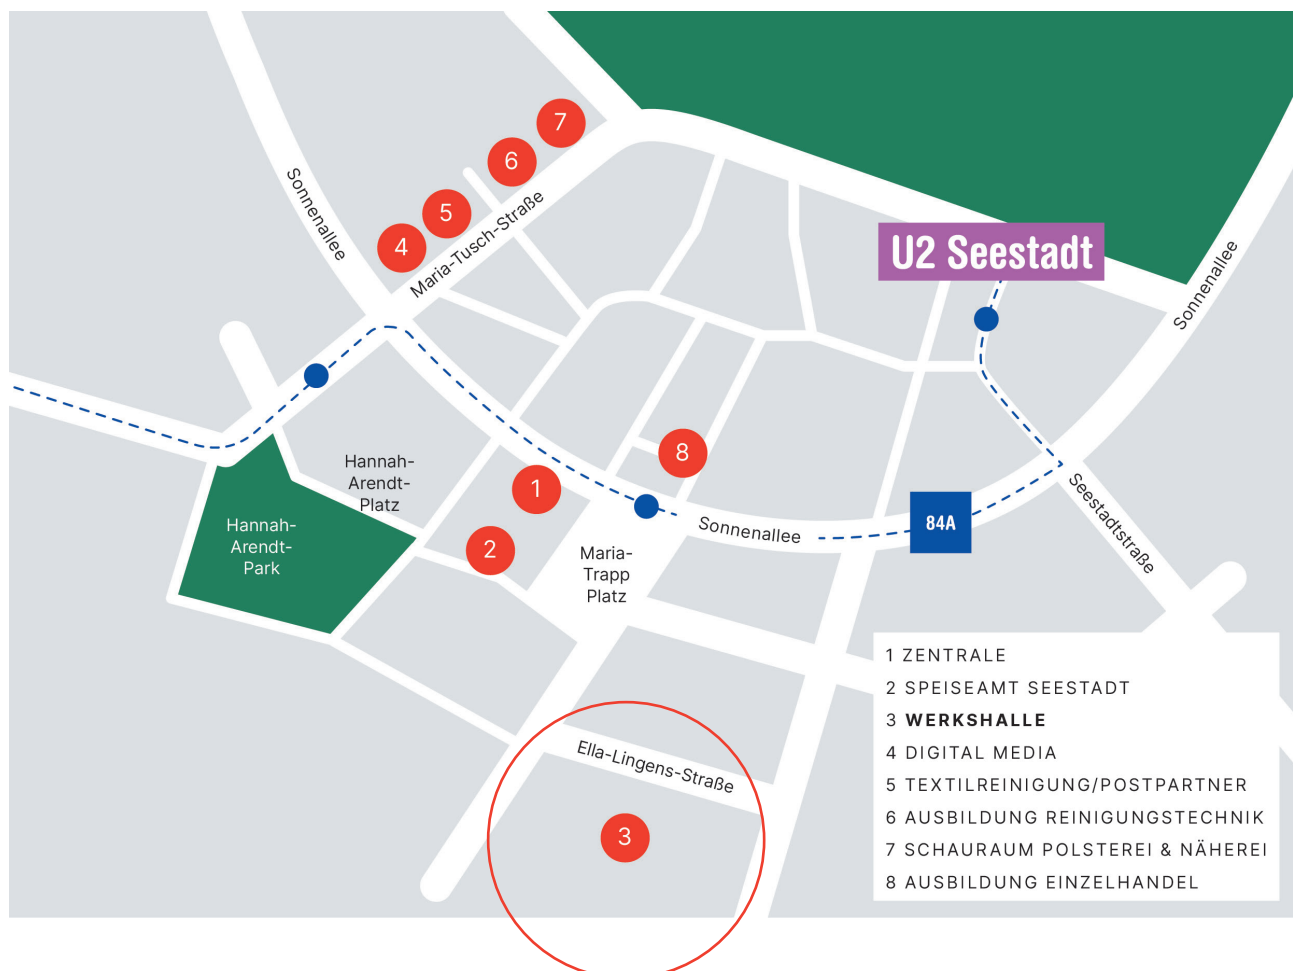 7
6
5
4
Sonnenallee
Maria-Tusch-Straße
U2 Seestadt
Sonnenallee
8
1
2
Hannah-
Arendt-
Platz
Hannah-
Arendt-
Park
Maria-
Trapp
Platz
Sonnenallee
84A
Seestadtstraße
Ella-Lingens-Straße
3
1 ZENTRALE
2 SPEISEAMT SEESTADT
3 WERKSHALLE
4 DIGITAL MEDIA
5 TEXTILREINIGUNG/POSTPARTNER
6 AUSBILDUNG REINIGUNGSTECHNIK
7 SCHAURAUM POLSTEREI & NÄHEREI
8 AUSBILDUNG EINZELHANDEL